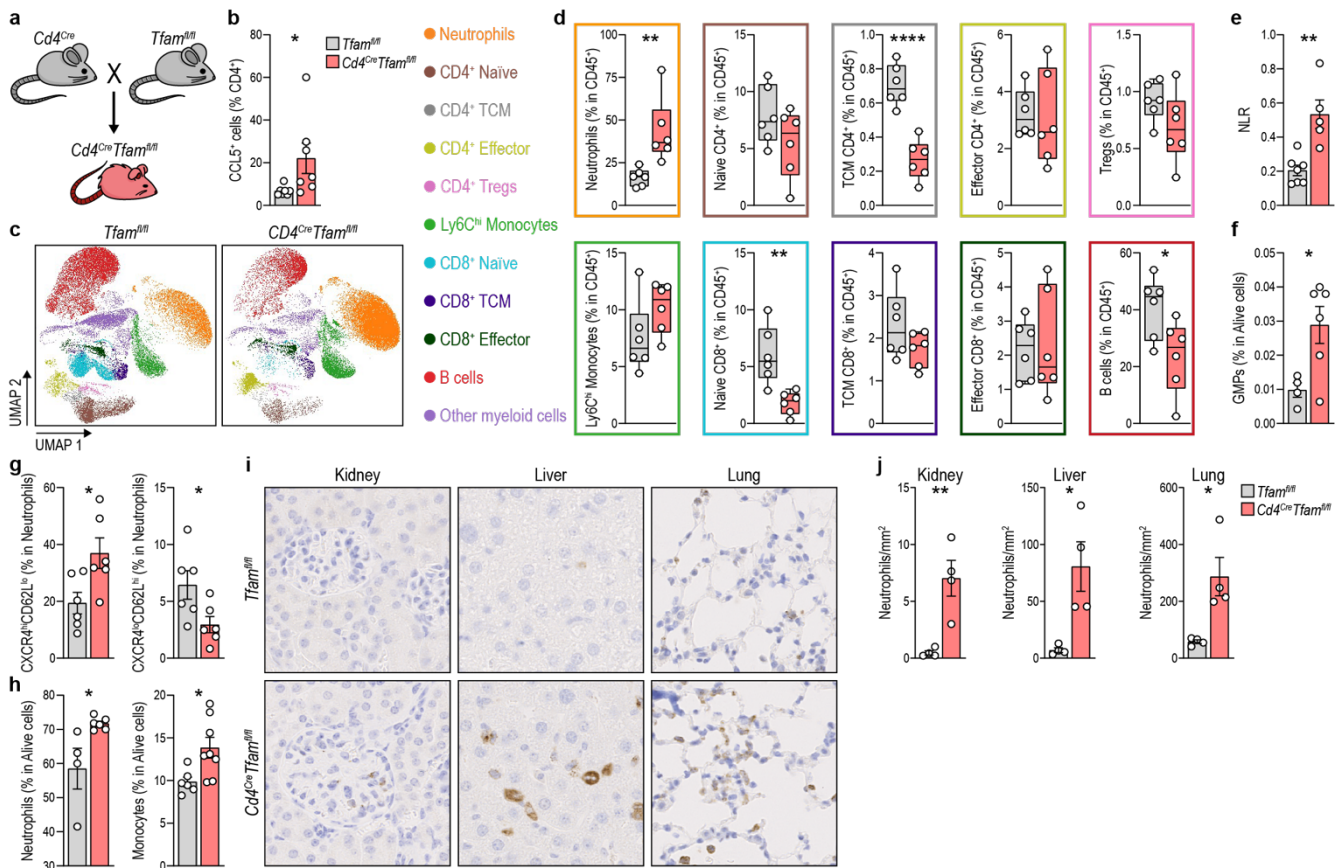 a
Cd4Cre
Tfamfl/fl
X
Cd4CreTfamfl/fl
b
*
CCL5+ cells (% CD4+)
80
60
40
20
0
Tfamfl/fl
Cd4CreTfamfl/fl
Neutrophils
CD4+ Naïve
CD4+ TCM
CD4+ Effector
CD4+ Tregs
Ly6Chi Monocytes
CD8+ Naïve
CD8+ TCM
CD8+ Effector
B cells
Other myeloid cells
c
Tfamfl/fl
CD4CreTfamfl/fl
UMAP 2
UMAP 1
d
**
Neutrophils (% in CD45+)
100
75
50
25
0
Naive CD4+ (% in CD45+)
15
10
5
0
****
TCM CD4+ (% in CD45+)
1.0
0.8
0.6
0.4
0.2
0.0
Effector CD4+ (% in CD45+)
6
4
2
0
Tregs (% in CD45+)
1.5
1.0
0.5
0.0
Ly6Chi Monocytes (% in CD45+)
15
10
5
0
**
Naive CD8+ (% in CD45+)
15
10
5
0
TCM CD8+ (% in CD45+)
4
3
2
1
0
Effector CD8+ (% in CD45+)
5
4
3
2
1
0
*
B cells (% in CD45+)
60
40
20
0
e
**
NLR
1.0
0.8
0.6
0.4
0.2
0.0
f
*
GMPs (% in Alive cells)
0.05
0.04
0.03
0.02
0.01
0.00
g
*
CXCR4hiCD62Llo (% in Neutrophils)
60
40
20
0
*
CXCR4loCD62Lhi (% in Neutrophils)
15
10
5
0
h
*
Neutrophils (% in Alive cells)
80
70
60
50
40
30
*
Monocytes (% in Alive cells)
20
15
10
5
0
i
Kidney
Liver
Lung
Tfamfl/fl
Cd4CreTfamfl/fl
j
Kidney
**
Neutrophils/mm2
15
10
5
0
Liver
*
Neutrophils/mm2
150
100
50
0
Lung
*
Neutrophils/mm2
600
400
200
0
Tfamfl/fl
Cd4CreTfamfl/fl